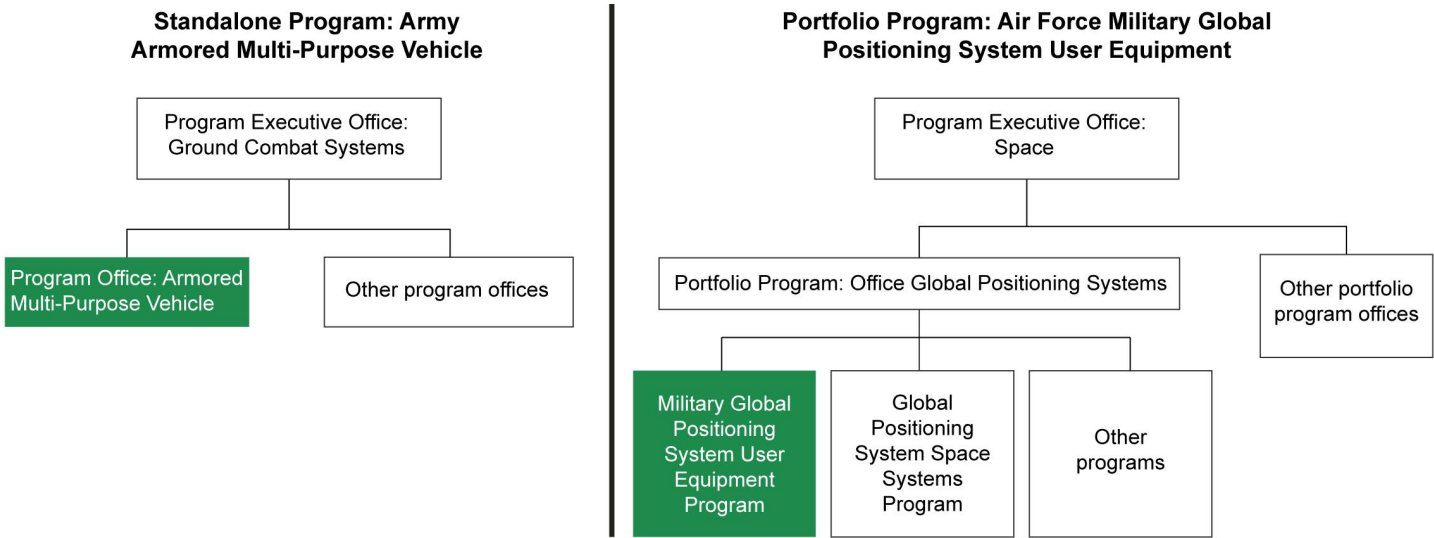 Standalone Program: Army
Armored Multi-Purpose Vehicle
Program Executive Office:
Ground Combat Systems
Program Office: Armored
Multi-Purpose Vehicle
Other program offices
Portfolio Program: Air Force Military Global
Positioning System User Equipment
Program Executive Office:
Space
Portfolio Program: Office Global Positioning Systems
Other portfolio
program offices
Military Global
Positioning
System User
Equipment
Program
Global
Positioning
System Space
Systems
Program
Other
programs